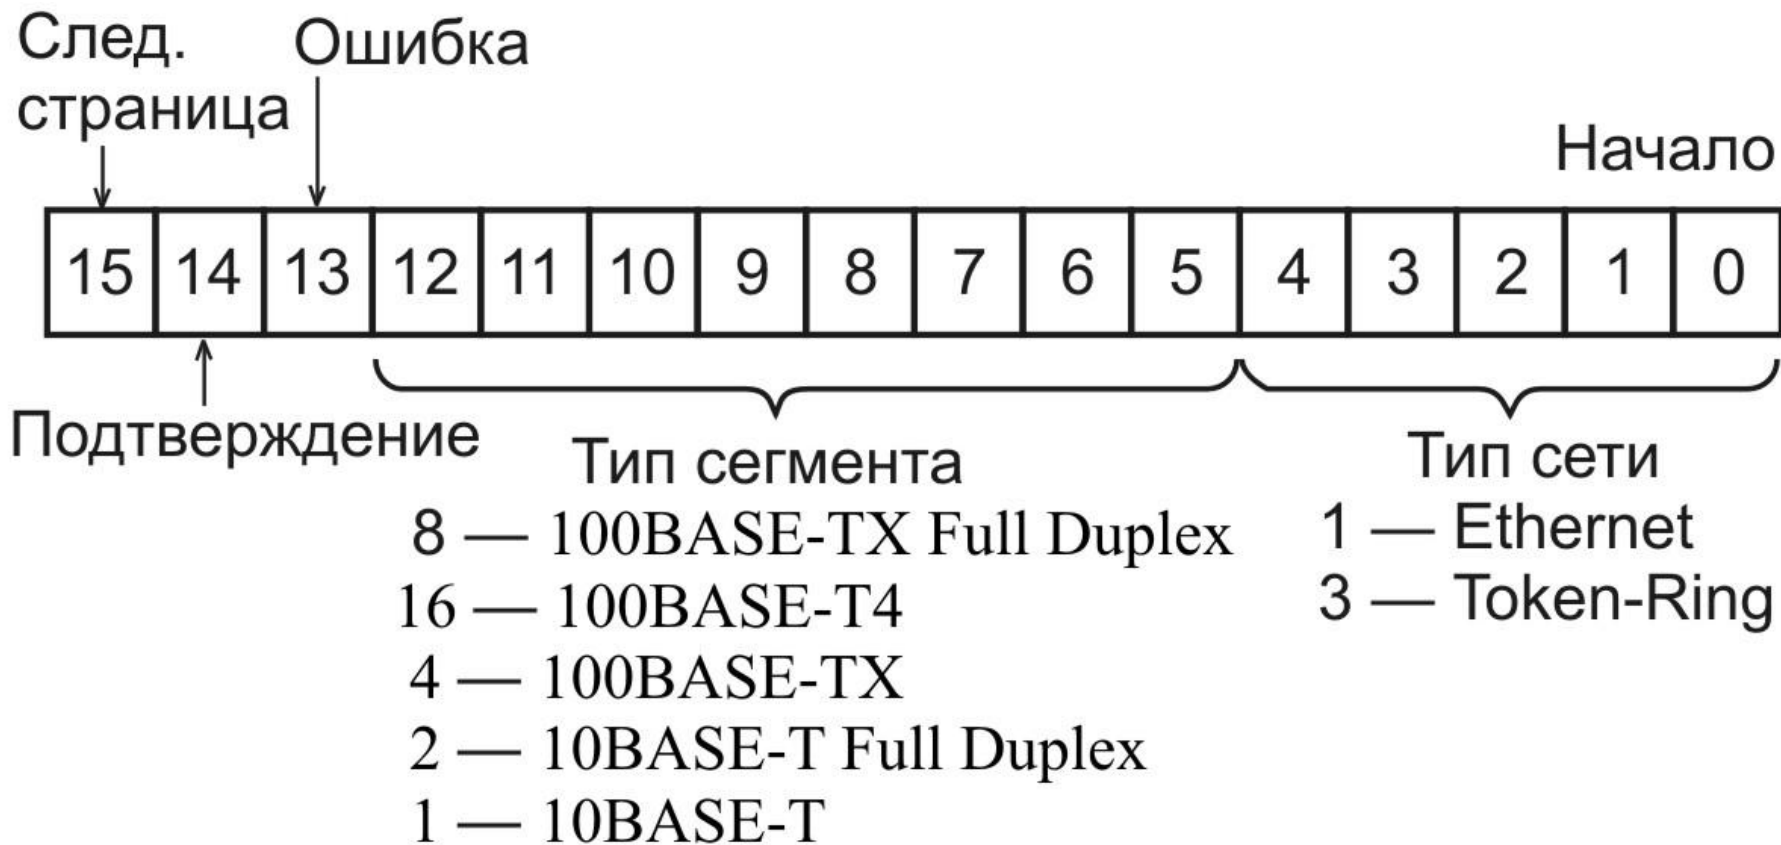 След. Ошибка
страница
Начало
15 14 13 12 11 10 9 8 7 6 5 4 3 2 1 0
Подтверждение
Тип сегмента
8 — 100BASE-TX Full Duplex
16 — 100BASE-T4
4 — 100BASE-TX
2 — 10BASE-T Full Duplex
1 — 10BASE-T
Тип сети
1 — Ethernet
3 — Token-Ring